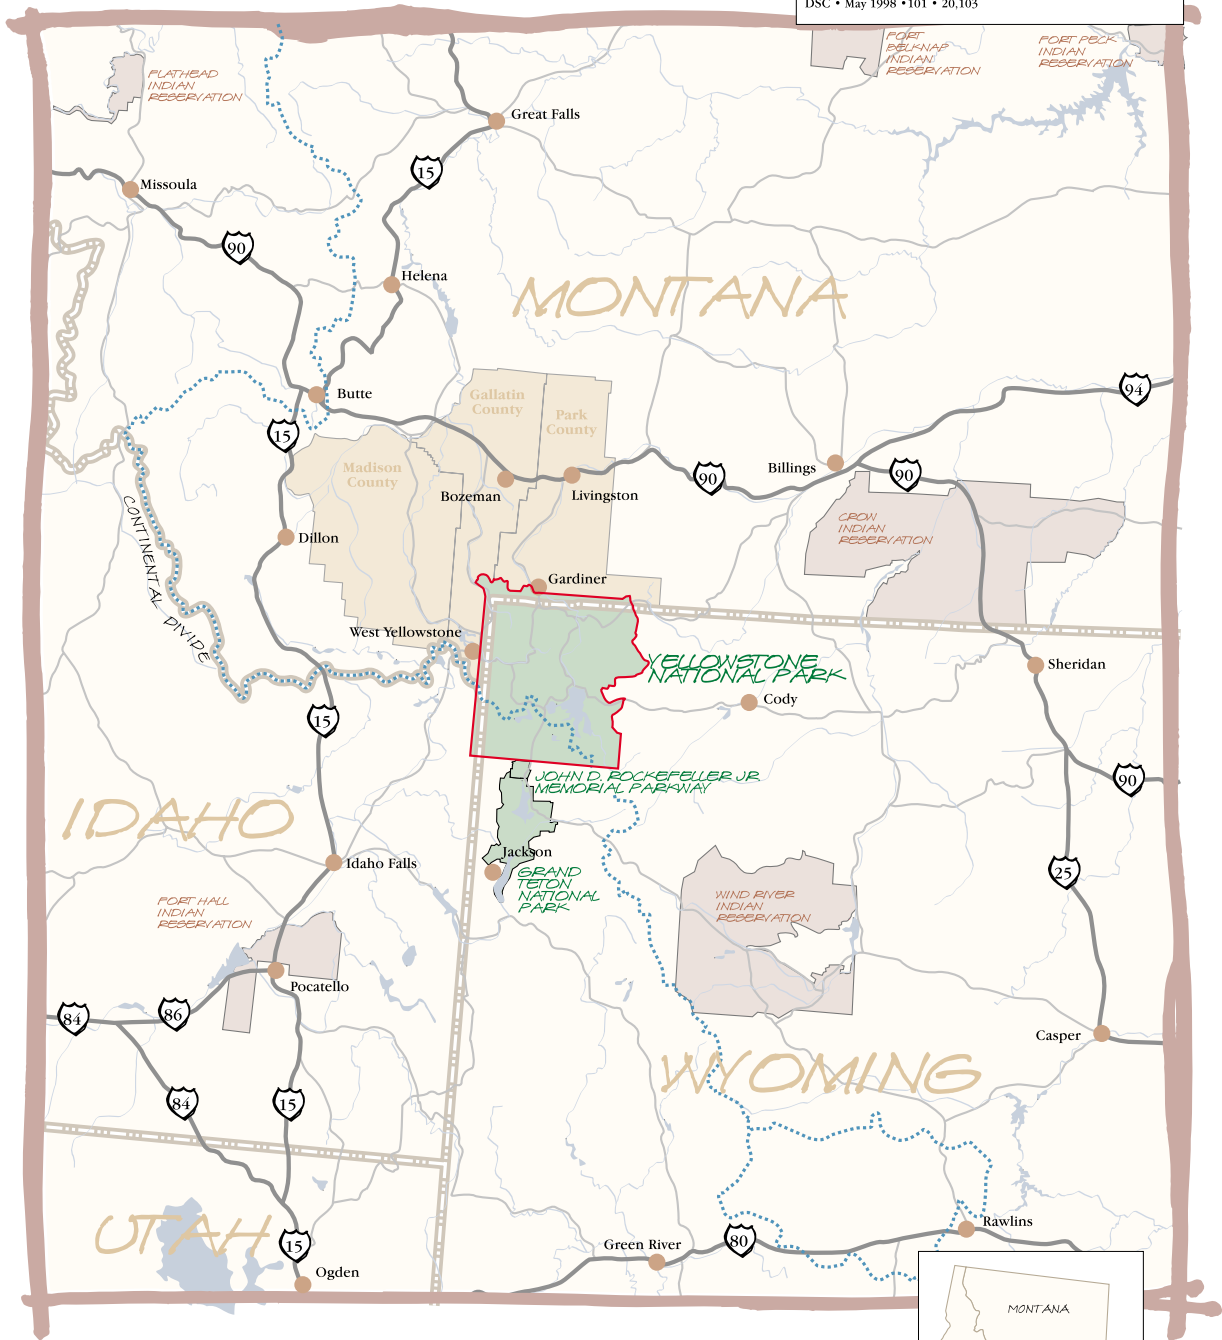 DSC • May 1998 • 101 • 20,103
FORT
BELKNAP
INDIAN
RESERVATION
FORT PECK
INDIAN
RESERVATION
FLATHEAD
INDIAN
RESERVATION
Great Falls
15
Missoula
90
Helena
MONTANA
94
Butte
Gallatin
County
Park
County
15
Madison
County
Billings
90
90
Bozeman
Livingston
CROW
INDIAN
RESERVATION
CONTINENTAL DIVIDE
Dillon
Gardiner
West Yellowstone
YELLOWSTONE
NATIONAL PARK
Sheridan
Cody
15
90
JOHN D. ROCKEFELLER JR.
MEMORIAL PARKWAY
IDAHO
Jackson
Idaho Falls
25
GRAND
TETON
NATIONAL
PARK
WIND RIVER
INDIAN
RESERVATION
FORT HALL
INDIAN
RESERVATION
Pocatello
84
86
Casper
WYOMING
84
15
UTAH
Rawlins
15
Green River
80
Ogden
MONTANA